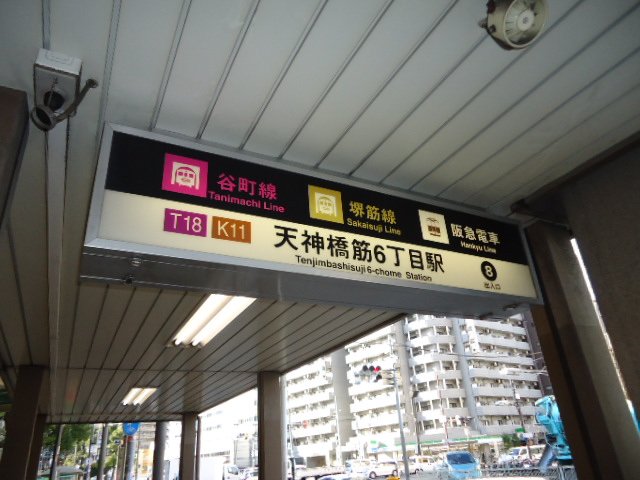 谷町線
Tanimachi Line
堺筋線
Sakaisuji Line
阪急電車
Hankyu Line
T18 K11
天神橋筋6丁目駅
Tenjimbashisuji 6-chome Station
8
出入口